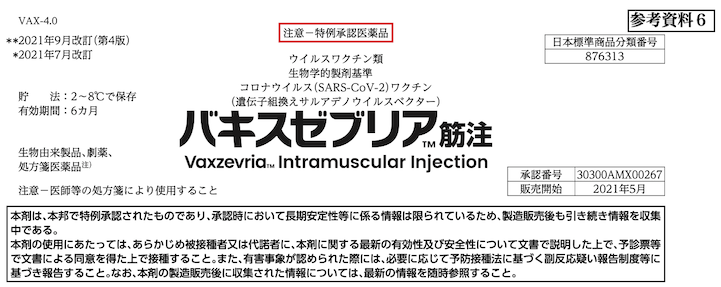 VAX-4.0
参考資料6
注意－特例承認医薬品
**2021年9月改訂(第4版)
*2021年7月改訂
日本標準商品分類番号
876313
ウイルスワクチン類
生物学的製剤基準
コロナウイルス(SARS-CoV-2)ワクチン
(遺伝子組換えサルアデノウイルスベクター)
貯　　法：2～8℃で保存
有効期間：6カ月
バキスゼブリア™筋注
Vaxzevria™ Intramuscular Injection
生物由来製品、劇薬、
処方箋医薬品注)
注意－医師等の処方箋により使用すること
承認番号 30300AMX00267
販売開始 2021年5月
本剤は、本邦で特例承認されたものであり、承認時において長期安定性等に係る情報は限られているため、製造販売後も引き続き情報を収集
中である。
本剤の使用にあたっては、あらかじめ被接種者又は代諾者に、本剤に関する最新の有効性及び安全性について文書で説明した上で、予診票等
で文書による同意を得た上で接種すること。また、有害事象が認められた際には、必要に応じて予防接種法に基づく副反応疑い報告制度等に
基づき報告すること。なお、本剤の製造販売後に収集された情報については、最新の情報を随時参照すること。